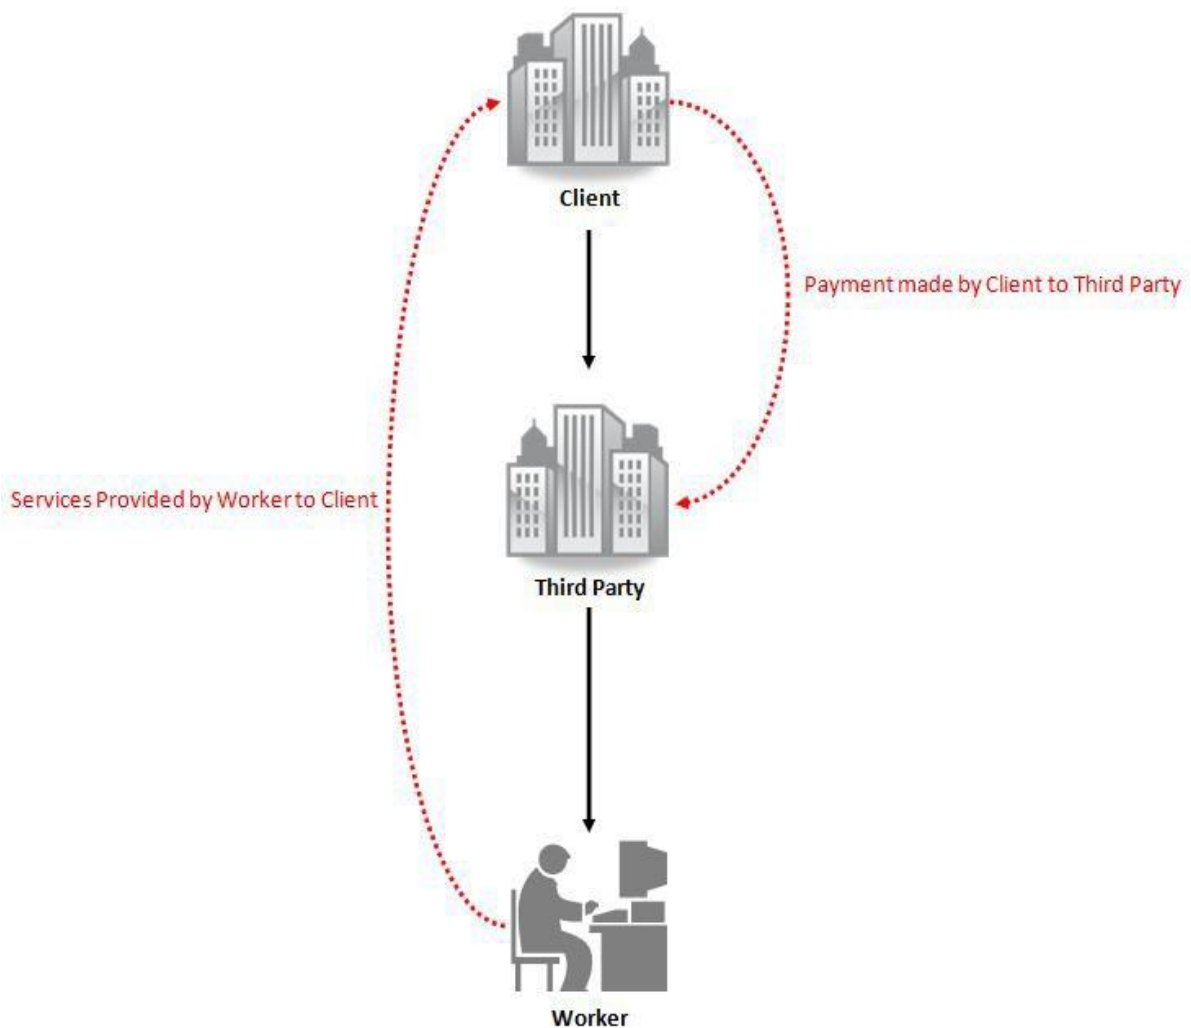 Client
Payment made by Client to Third Party
Services Provided by Worker to Client
Third Party
Worker